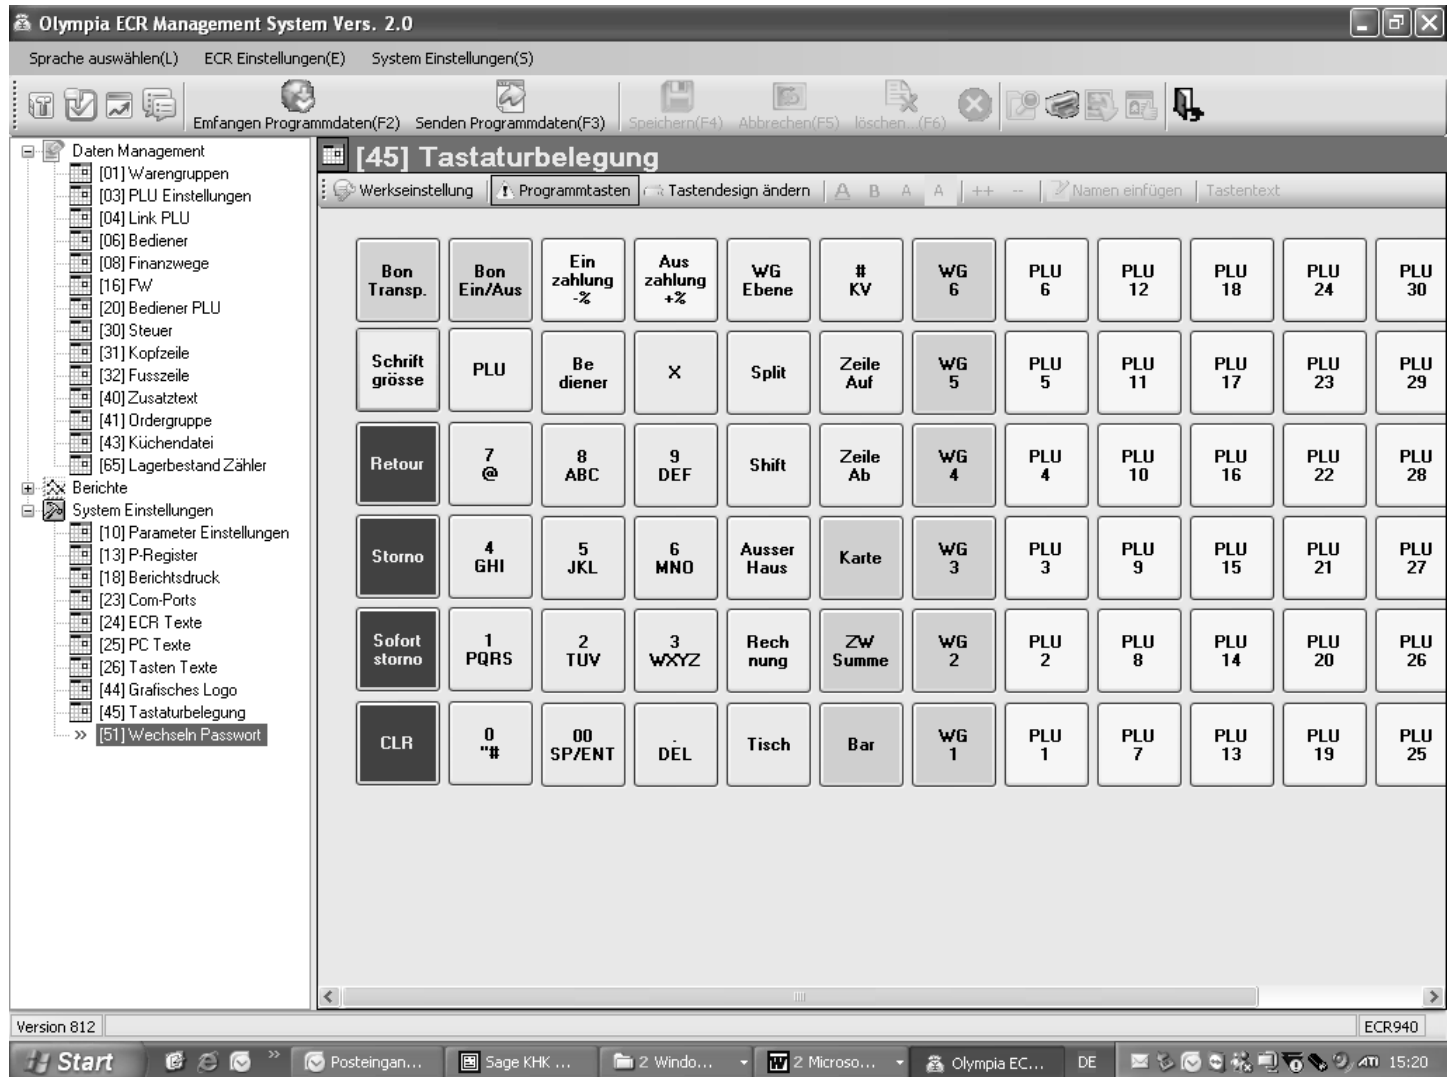 Olympia ECR Management System Vers. 2.0
Sprache auswählen(L) ECR Einstellungen(E) System Einstellungen(S)
Emfangen Programmdaten(F2) Senden Programmdaten(F3) Speichern(F4) Abbrechen(F5) löschen...(F6)
Daten Management
[01] Warengruppen
[03] PLU Einstellungen
[04] Link PLU
[06] Bediener
[08] Finanzwege
[16] FW
[20] Bediener PLU
[30] Steuer
[31] Kopfzeile
[32] Fusszeile
[40] Zusatztext
[41] Ordergruppe
[43] Küchendatei
[65] Lagerbestand Zähler
Berichte
System Einstellungen
[10] Parameter Einstellungen
[13] P-Register
[18] Berichtsdruck
[23] Com-Ports
[24] ECR Texte
[25] PC Texte
[26] Tasten Texte
[44] Grafisches Logo
[45] Tastaturbelegung
» [51] Wechseln Passwort
[45] Tastaturbelegung
Werkseinstellung Programmtasten Tastendesign ändern A B A A ++ -- Namen einfügen Tastentext
Bon Bon Ein Aus WG # WG PLU PLU PLU PLU PLU
Transp. Ein/Aus zahlung zahlung Ebene KV 6 6 12 18 24 30
-% +%
Schrift PLU Be X Split Zeile WG PLU PLU PLU PLU PLU
grösse diener Auf 5 5 11 17 23 29
Retour 7 8 9 Shift Zeile WG PLU PLU PLU PLU PLU
@ ABC DEF Ab 4 4 10 16 22 28
Storno 4 5 6 Ausser Karte WG PLU PLU PLU PLU PLU
GHI JKL MNO Haus 3 3 9 15 21 27
Sofort 1 2 3 Rech ZW WG PLU PLU PLU PLU PLU
storno PQRS TUV WXYZ nung Summe 2 2 8 14 20 26
CLR 0 00 . Tisch Bar WG PLU PLU PLU PLU PLU
"# SP/ENT DEL 1 1 7 13 19 25
Version 812 ECR940
Start » Posteingan... Sage KHK ... 2 Windo... 2 Microso... Olympia EC... DE ATI 15:20